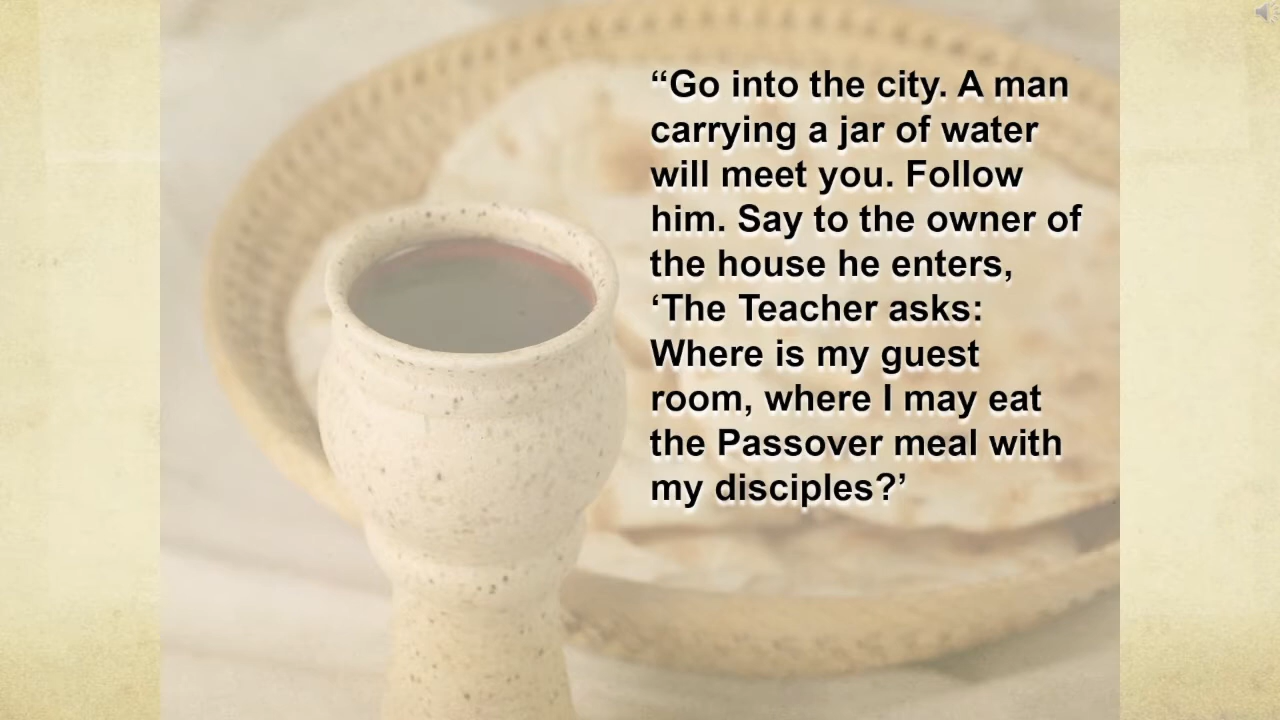 “Go into the city. A man
carrying a jar of water
will meet you. Follow
him. Say to the owner of
the house he enters,
‘The Teacher asks:
Where is my guest
room, where I may eat
the Passover meal with
my disciples?’